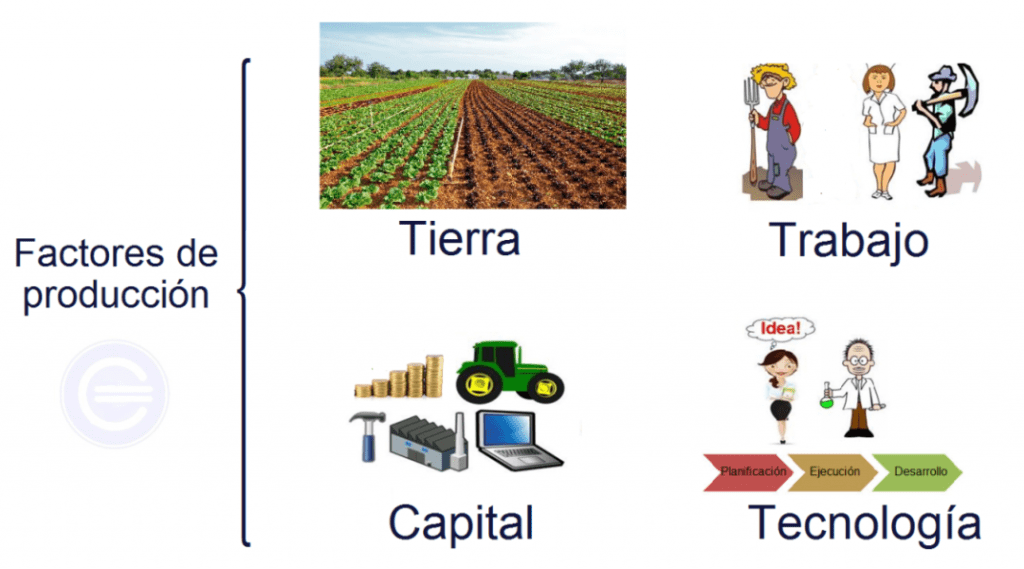 Factores de
producción
Tierra
Trabajo
Capital
Idea!
Planificación
Ejecución
Desarrollo
Tecnología